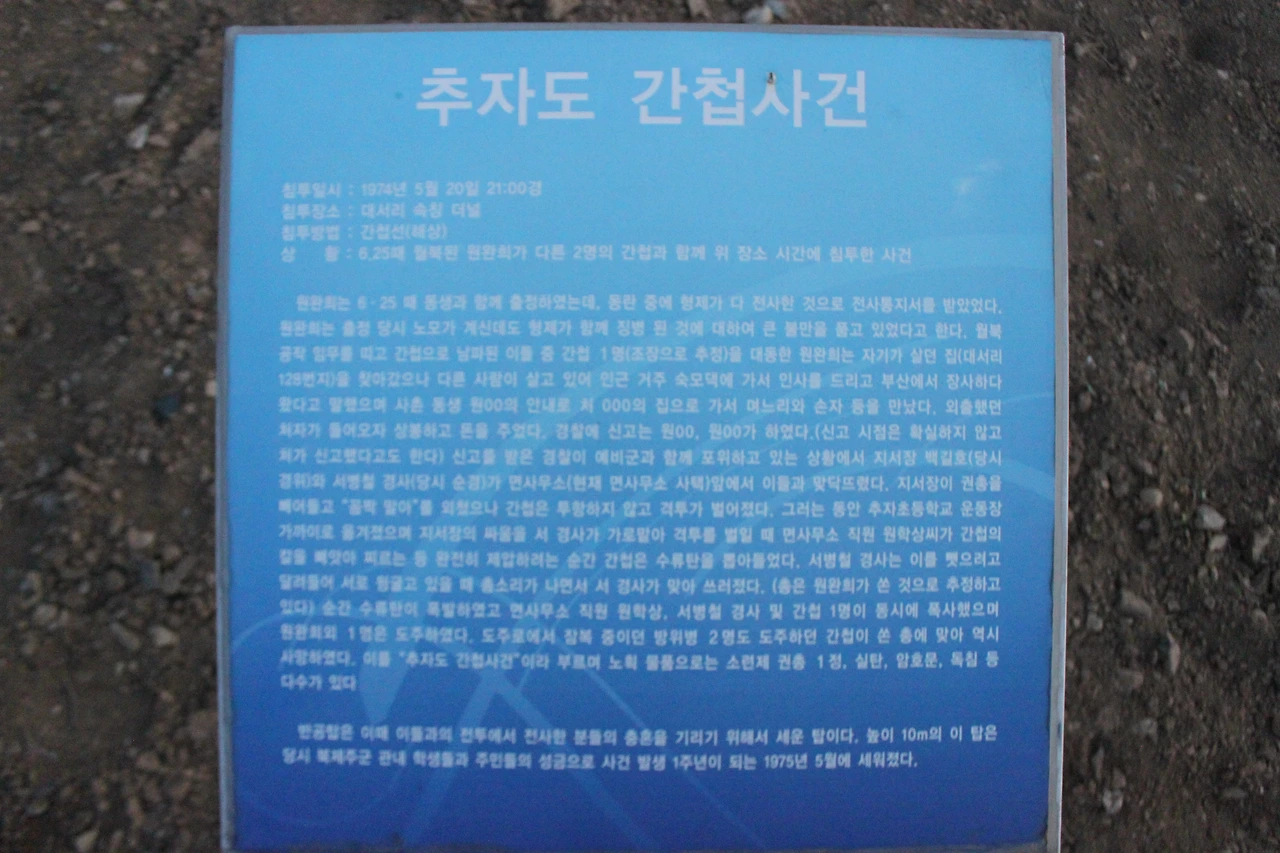 추자도 간첩사건
침투일시 : 1974년 5월 20일 21:00경
침투장소 : 대서리 속칭 더널
침투방법 : 간첩선(해상)
상 황 : 6.25때 월북된 원완희가 다른 2명의 간첩과 함께 위 장소 시간에 침투한 사건
원완희는 6·25 때 동생과 함께 출정하였는데, 동란 중에 형제가 다 전사한 것으로 전사통지서를 받았었다.
원완희는 출정 당시 노모가 계신데도 형제가 함께 징병 된 것에 대하여 큰 불만을 품고 있었다고 한다. 월북
공작 임무를 띠고 간첩으로 남파된 이들 중 간첩 1명(조장으로 추정)을 대동한 원완희는 자기가 살던 집(대서리
128번지)을 찾아갔으나 다른 사람이 살고 있어 인근 거주 숙모댁에 가서 인사를 드리고 부산에서 장사하다
왔다고 말했으며 사촌 동생 원00의 안내로 처 000의 집으로 가서 며느리와 손자 등을 만났다. 외출했던
처자가 들어오자 상봉하고 돈을 주었다. 경찰에 신고는 원00, 원00가 하였다.(신고 시점은 확실하지 않고
처가 신고했다고도 한다) 신고를 받은 경찰이 예비군과 함께 포위하고 있는 상황에서 지서장 백길호(당시
경위)와 서병철 경사(당시 순경)가 면사무소(현재 면사무소 사택)앞에서 이들과 맞닥뜨렸다. 지서장이 권총을
빼어들고 "꼼짝 말아"를 외쳤으나 간첩은 투항하지 않고 격투가 벌어졌다. 그러는 동안 추자초등학교 운동장
가까이로 옮겨졌으며 지서장의 싸움을 서 경사가 가로맡아 격투를 벌일 때 면사무소 직원 원학상씨가 간첩의
칼을 빼앗아 찌르는 등 완전히 제압하려는 순간 간첩은 수류탄을 뽑아들었다. 서병철 경사는 이를 뺏으려고
달려들어 서로 뒹굴고 있을 때 총소리가 나면서 서 경사가 맞아 쓰러졌다. (총은 원완희가 쏜 것으로 추정하고
있다) 순간 수류탄이 폭발하였고 면사무소 직원 원학상, 서병철 경사 및 간첩 1명이 동시에 폭사했으며
원완희외 1명은 도주하였다. 도주로에서 잠복 중이던 방위병 2명도 도주하던 간첩이 쏜 총에 맞아 역시
사망하였다. 이를 "추자도 간첩사건"이라 부르며 노획 물품으로는 소련제 권총 1정, 실탄, 암호문, 독침 등
다수가 있다
반공탑은 이때 이들과의 전투에서 전사한 분들의 충혼을 기리기 위해서 세운 탑이다. 높이 10m의 이 탑은
당시 북제주군 관내 학생들과 주민들의 성금으로 사건 발생 1주년이 되는 1975년 5월에 세워졌다.